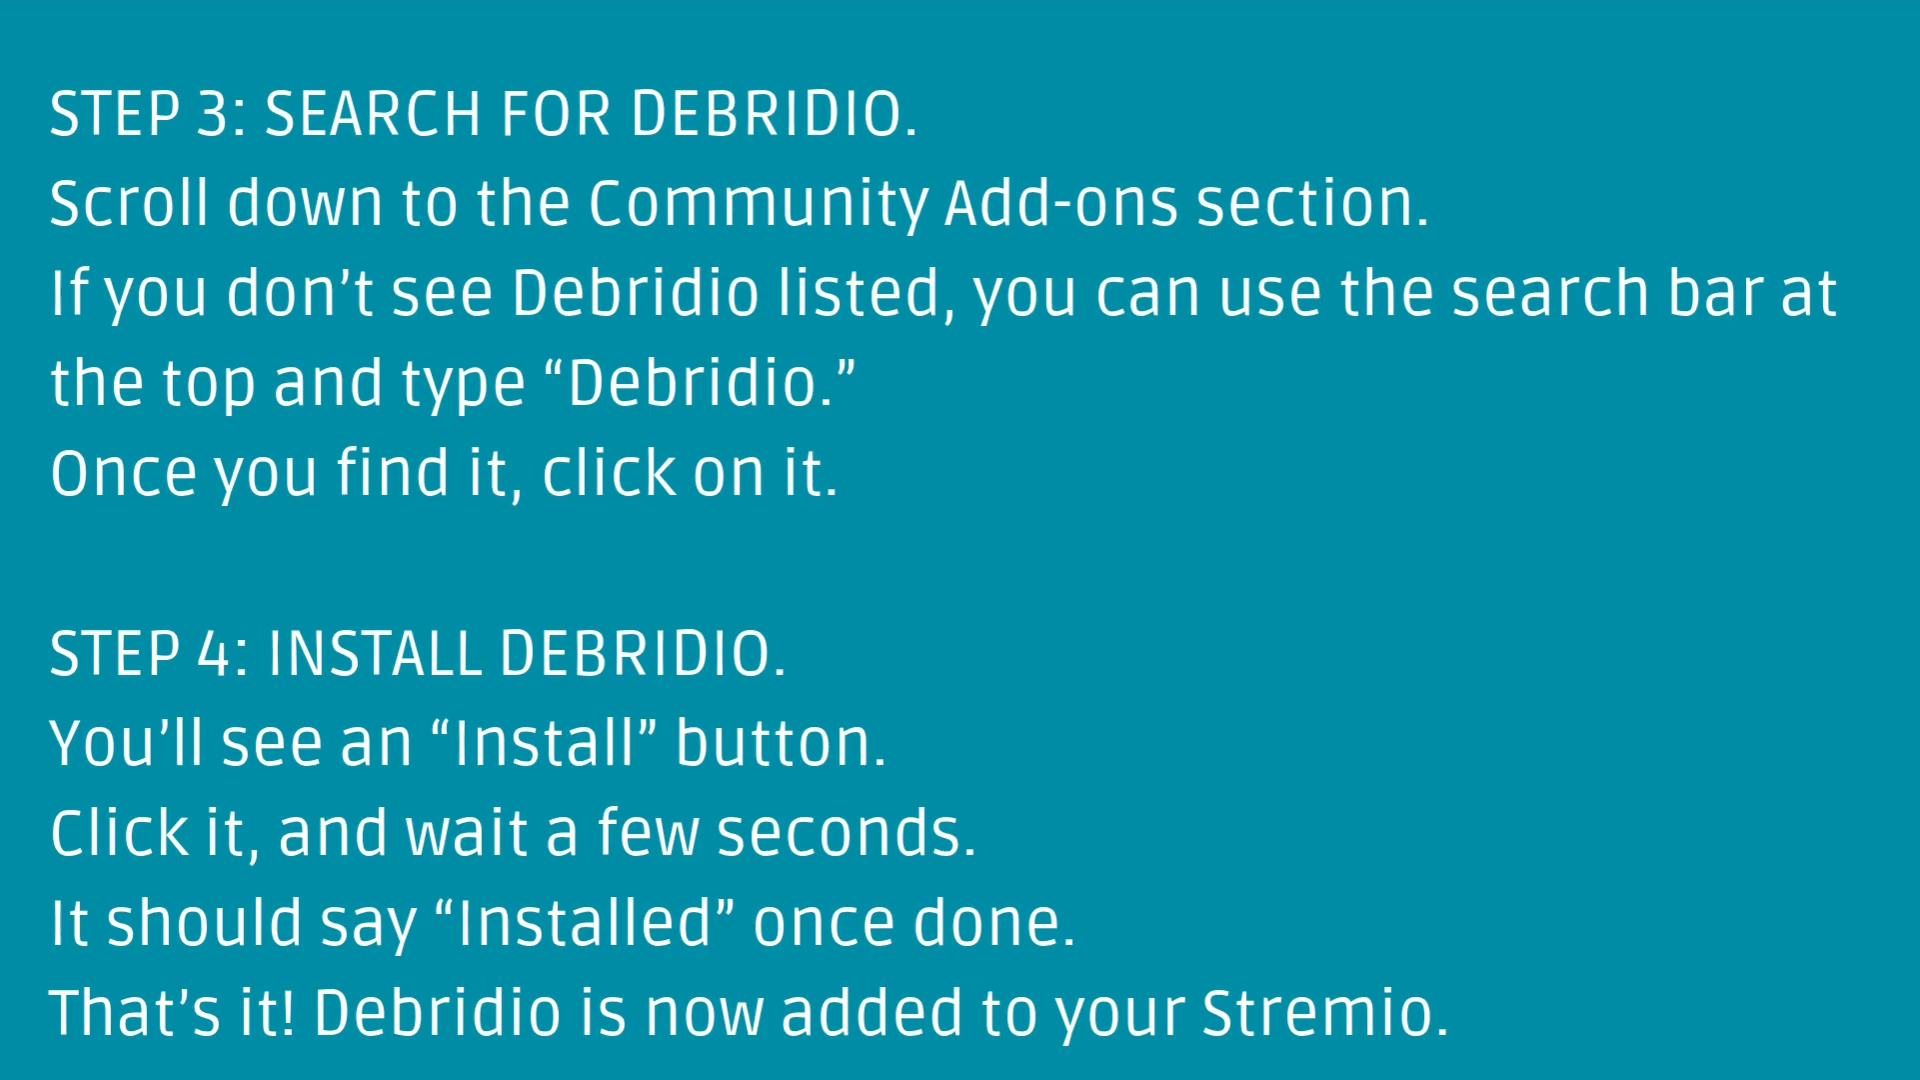 STEP 3: SEARCH FOR DEBRIDIO.
Scroll down to the Community Add-ons section.
If you don’t see Debridio listed, you can use the search bar at
the top and type “Debridio.”
Once you find it, click on it.
STEP 4: INSTALL DEBRIDIO.
You’ll see an “Install” button.
Click it, and wait a few seconds.
It should say “Installed” once done.
That’s it! Debridio is now added to your Stremio.